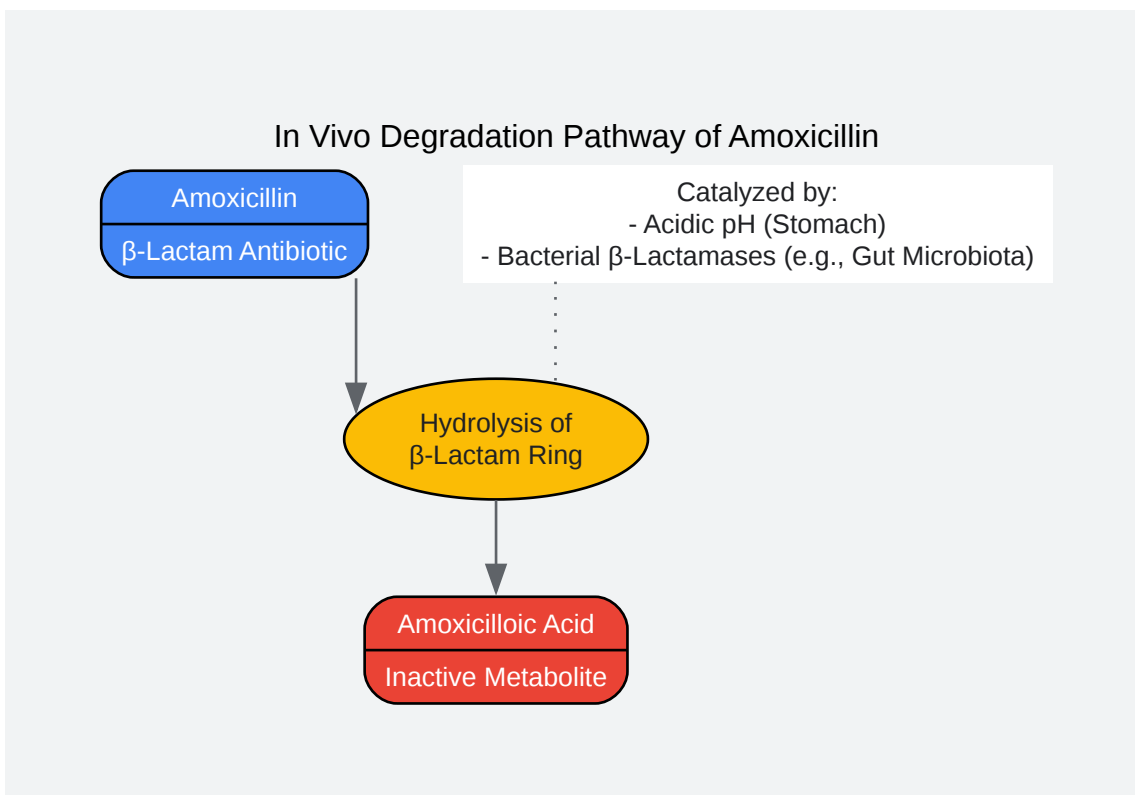 In Vivo Degradation Pathway of Amoxicillin
Amoxicillin
β-Lactam Antibiotic
Catalyzed by:
- Acidic pH (Stomach)
- Bacterial β-Lactamases (e.g., Gut Microbiota)
Hydrolysis of
β-Lactam Ring
Amoxicilloic Acid
Inactive Metabolite